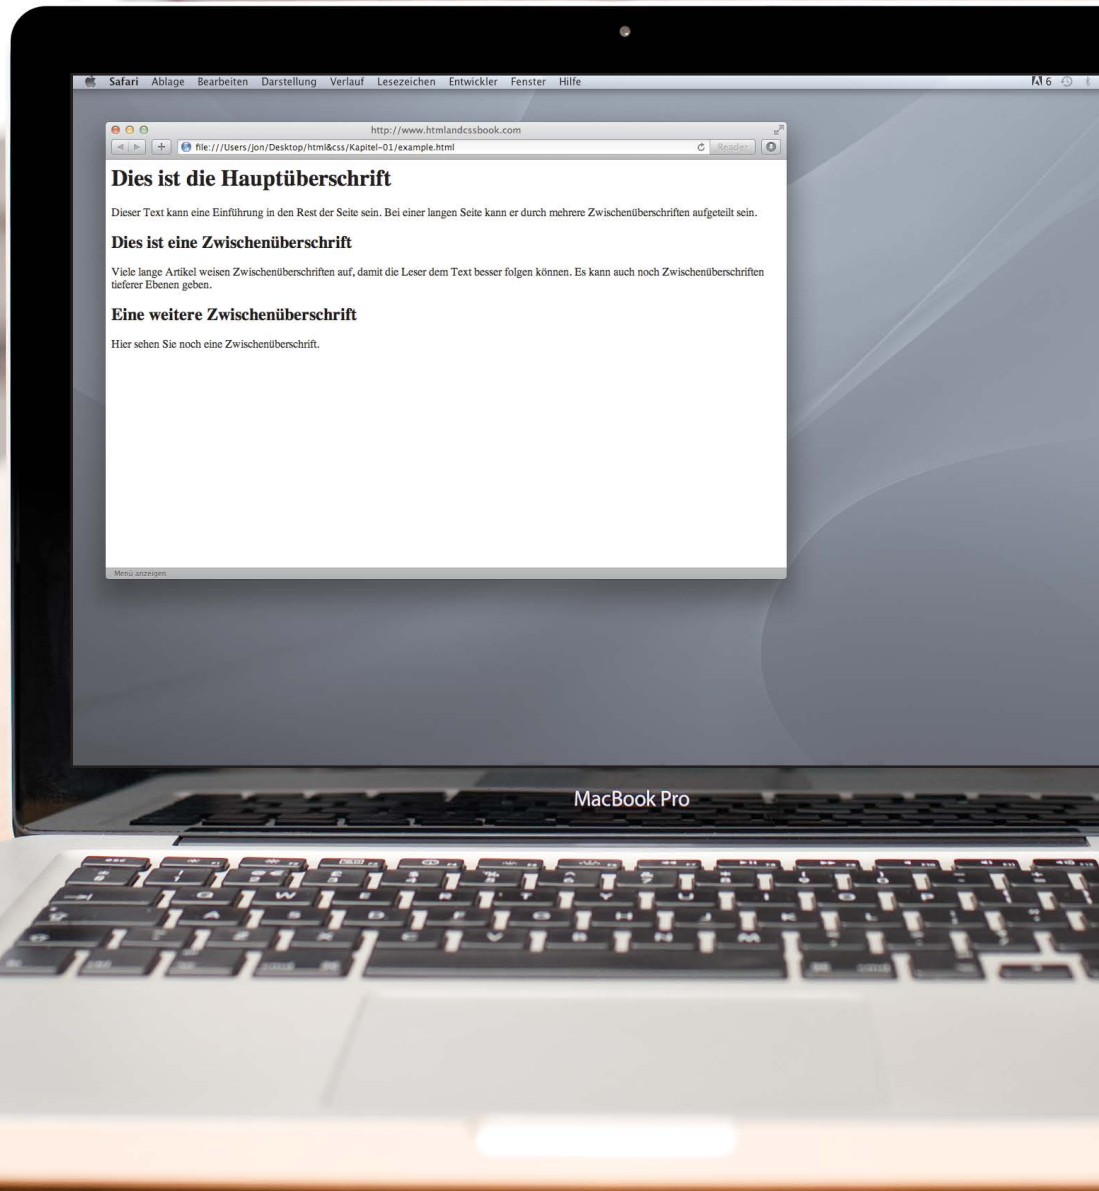 Safari Ablage Bearbeiten Darstellung Verlauf Lesezeichen Entwickler Fenster Hilfe
6
http://www.htmlandcssbook.com
file:///Users/jon/Desktop/html&css/Kapitel-01/example.html
Reader
Dies ist die Hauptüberschrift
Dieser Text kann eine Einführung in den Rest der Seite sein. Bei einer langen Seite kann er durch mehrere Zwischenüberschriften aufgeteilt sein.
Dies ist eine Zwischenüberschrift
Viele lange Artikel weisen Zwischenüberschriften auf, damit die Leser dem Text besser folgen können. Es kann auch noch Zwischenüberschriften
tieferer Ebenen geben.
Eine weitere Zwischenüberschrift
Hier sehen Sie noch eine Zwischenüberschrift.
Menü anzeigen
MacBook Pro
Q W E R T Y U I O P
A S D F G H J K L
Z X C V B N M